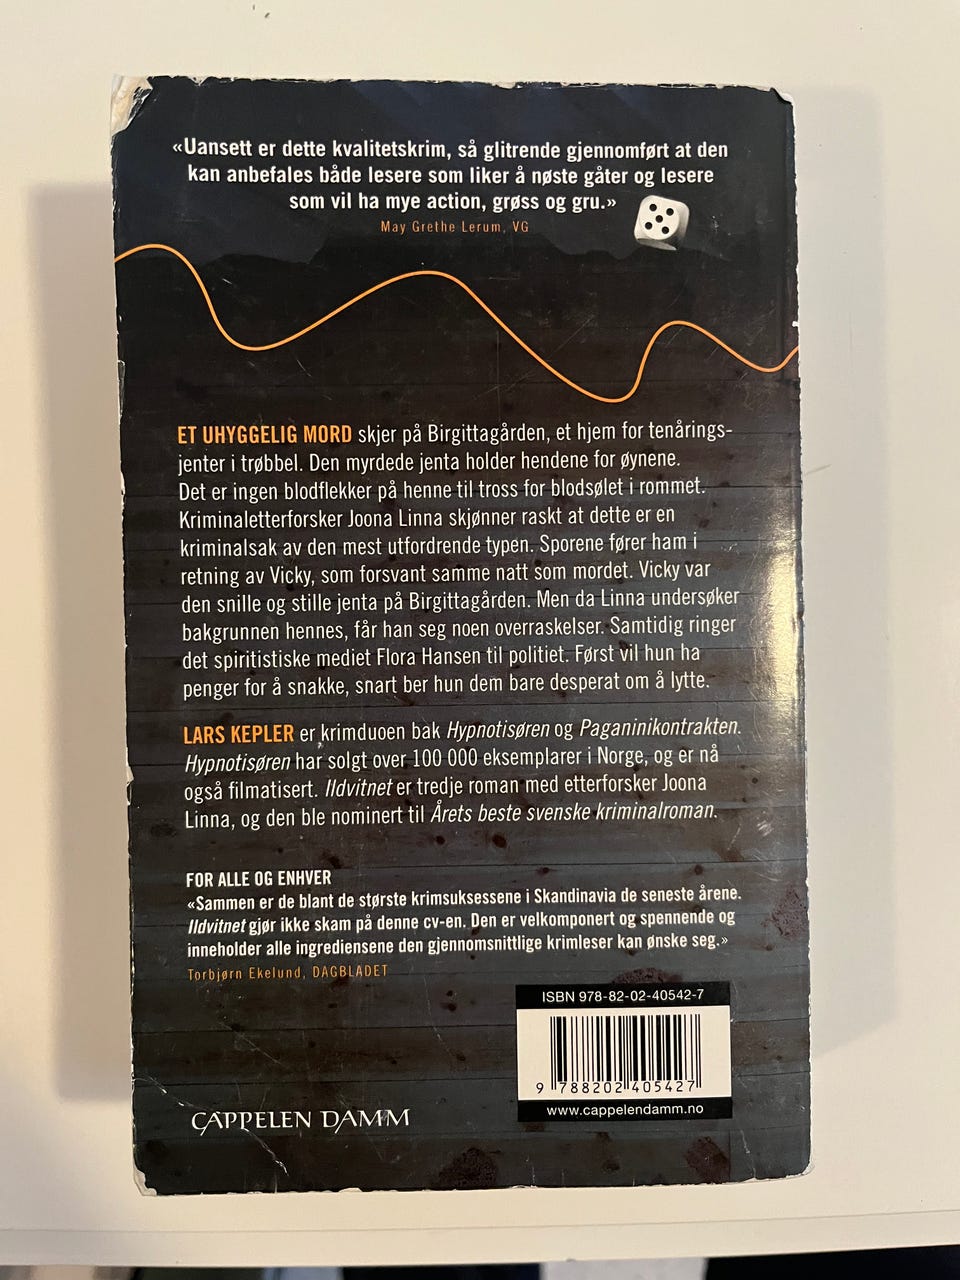 «Uansett er dette kvalitetskrim, så glitrende gjennomført at den
kan anbefales både lesere som liker å nøste gåter og lesere
som vil ha mye action, grøss og gru.»
May Grethe Lerum, VG
ET UHYGGELIG MORD skjer på Birgittagården, et hjem for tenårings-
jenter i trøbbel. Den myrdede jenta holder hendene for øynene.
Det er ingen blodflekker på henne til tross for blodsølet i rommet.
Kriminaletterforsker Joona Linna skjønner raskt at dette er en
kriminalsak av den mest utfordrende typen. Sporene fører ham i
retning av Vicky, som forsvant samme natt som mordet. Vicky var
den snille og stille jenta på Birgittagården. Men da Linna undersøker
bakgrunnen hennes, får han seg noen overraskelser. Samtidig ringer
det spiritistiske mediet Flora Hansen til politiet. Først vil hun ha
penger for å snakke, snart ber hun dem bare desperat om å lytte.
LARS KEPLER er krimduoen bak Hypnotisøren og Paganinikontrakten.
Hypnotisøren har solgt over 100 000 eksemplarer i Norge, og er nå
også filmatisert. Ildvitnet er tredje roman med etterforsker Joona
Linna, og den ble nominert til Årets beste svenske kriminalroman.
FOR ALLE OG ENHVER
«Sammen er de blant de største krimsuksessene i Skandinavia de seneste årene.
Ildvitnet gjør ikke skam på denne cv-en. Den er velkomponert og spennende og
inneholder alle ingrediensene den gjennomsnittlige krimleser kan ønske seg.»
Torbjørn Ekelund, DAGBLADET
ISBN 978-82-02-40542-7
9 788202 405427
www.cappelendamm.no
CAPPELEN DAMM